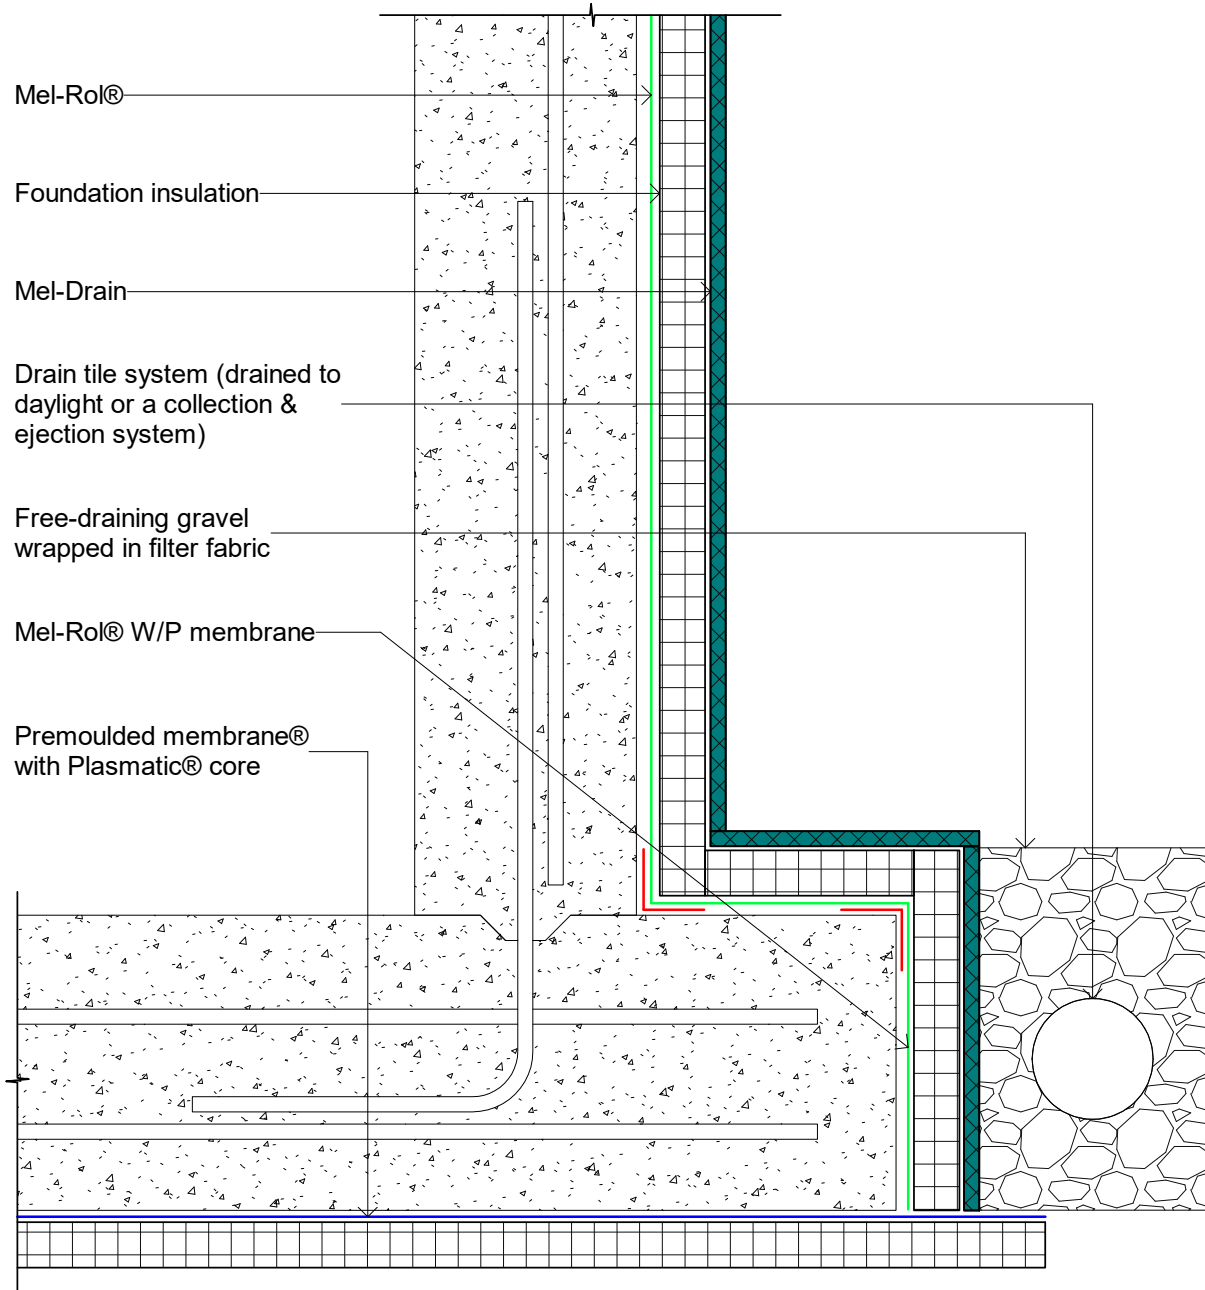 Mel-Rol®
Foundation insulation
Mel-Drain
Drain tile system (drained to
daylight or a collection &
ejection system)
Free-draining gravel
wrapped in filter fabric
Mel-Rol® W/P membrane
Premoulded membrane®
with Plasmatic® core